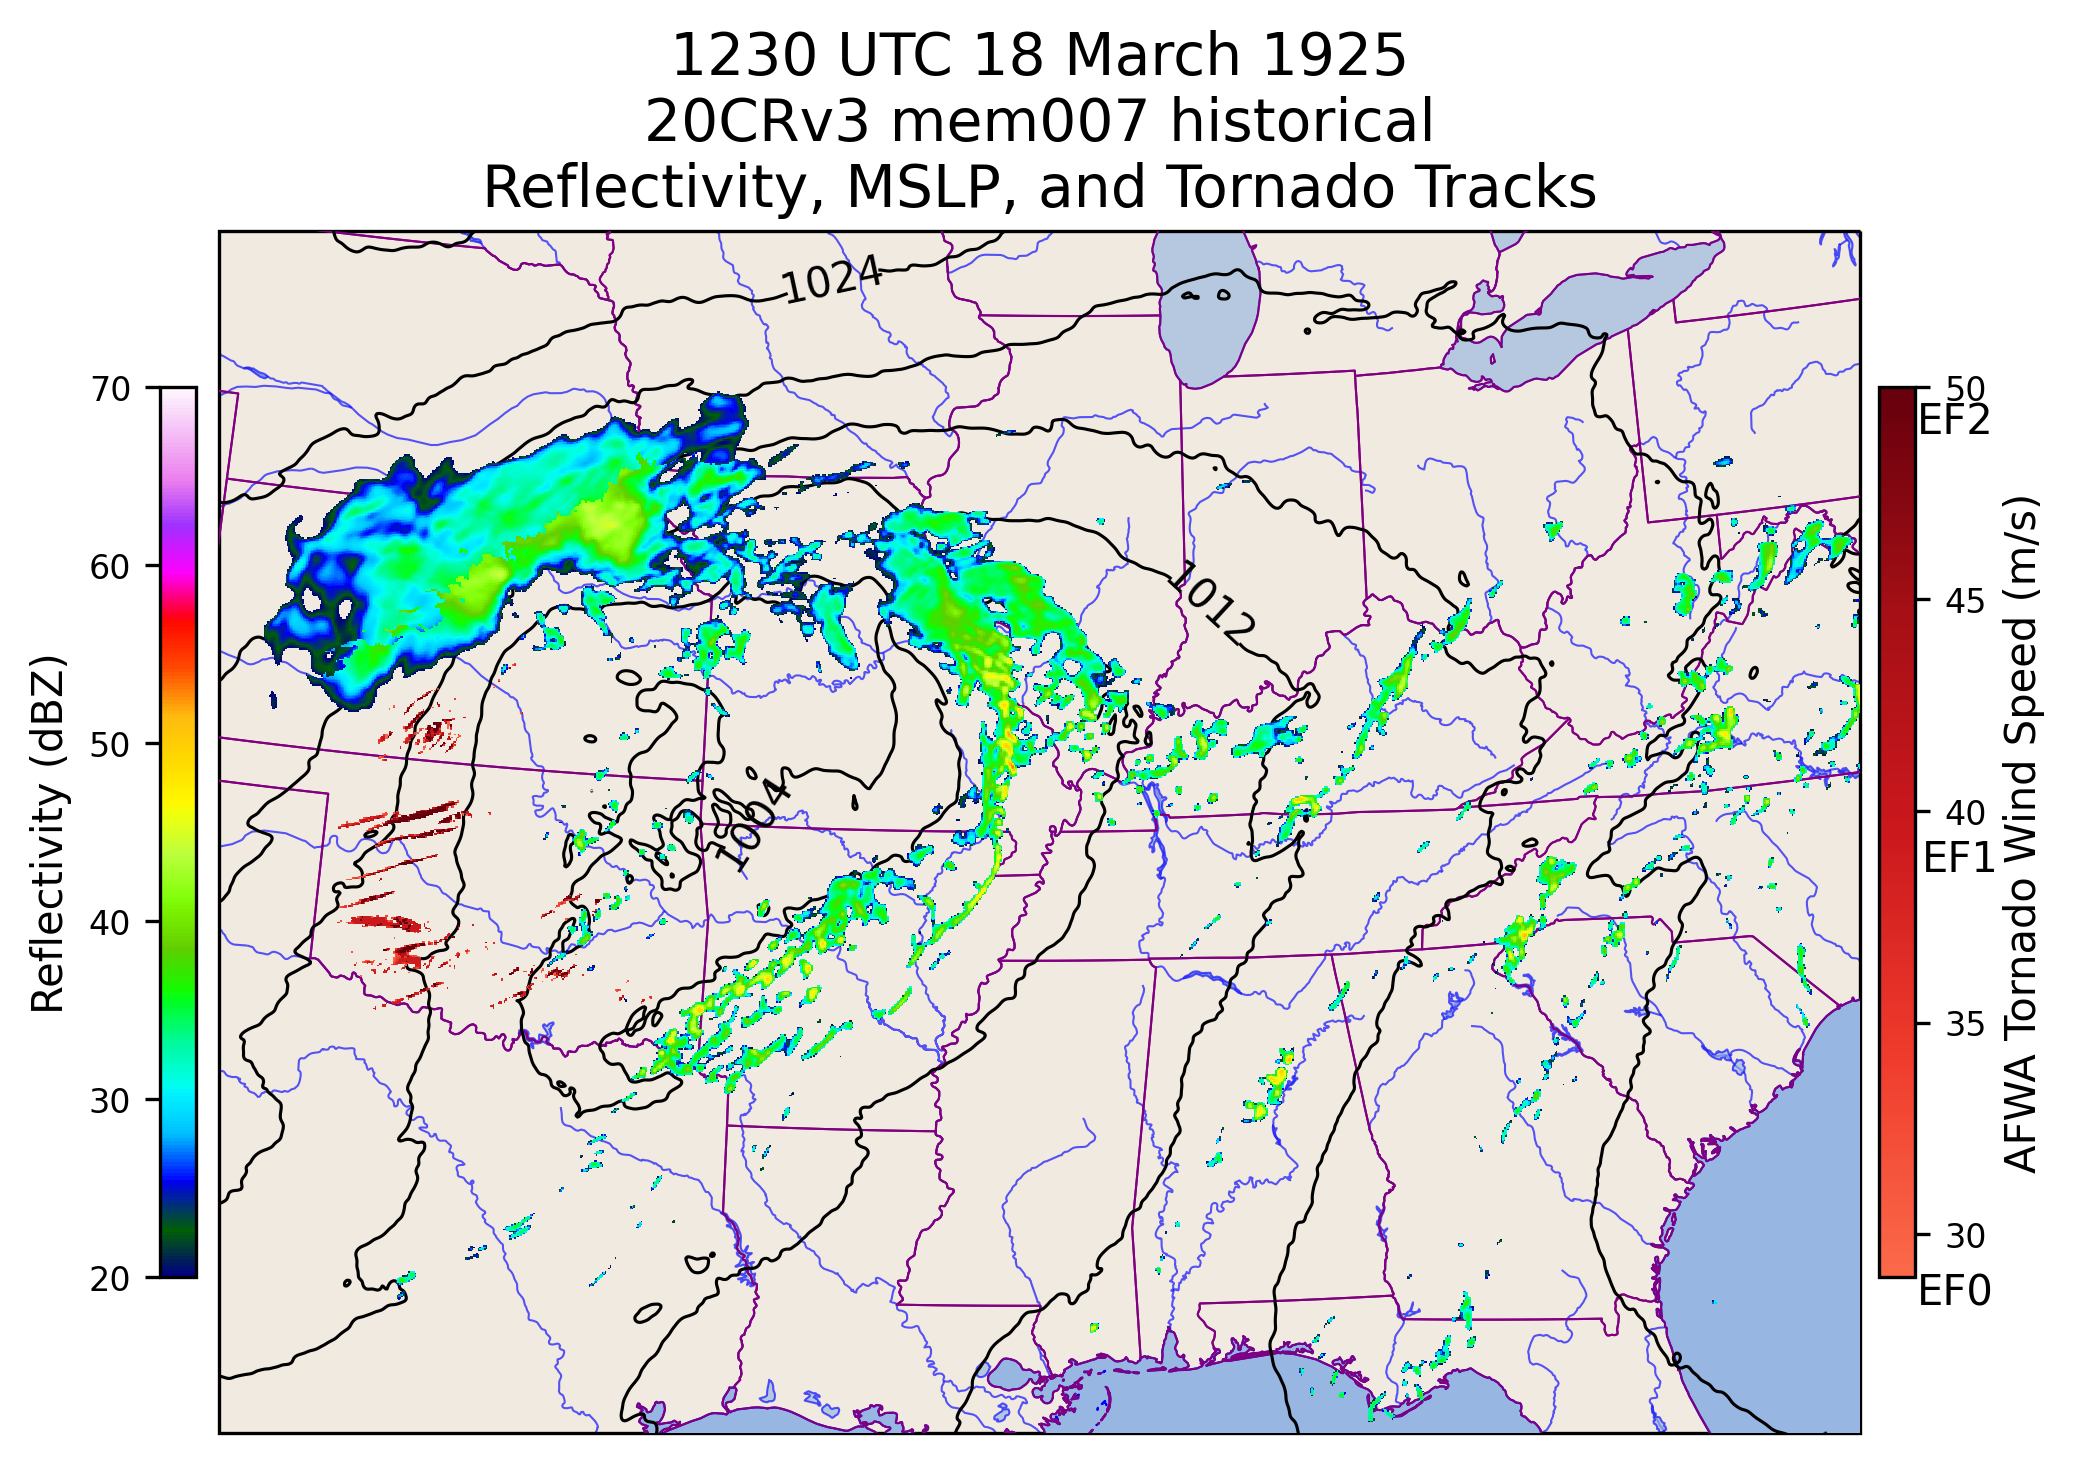 1230 UTC 18 March 1925
20CRv3 mem007 historical
Reflectivity, MSLP, and Tornado Tracks
1024
1012
1004
70
60
50
40
30
20
Reflectivity (dBZ)
50
EF2
45
40
EF1
35
30
EF0
AFWA Tornado Wind Speed (m/s)